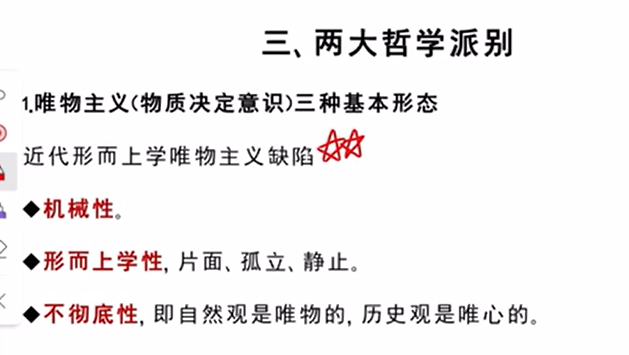 三、两大哲学派别
1.唯物主义(物质决定意识)三种基本形态
近代形而上学唯物主义缺陷
◆机械性。
◆形而上学性,片面、孤立、静止。
◆不彻底性,即自然观是唯物的,历史观是唯心的。